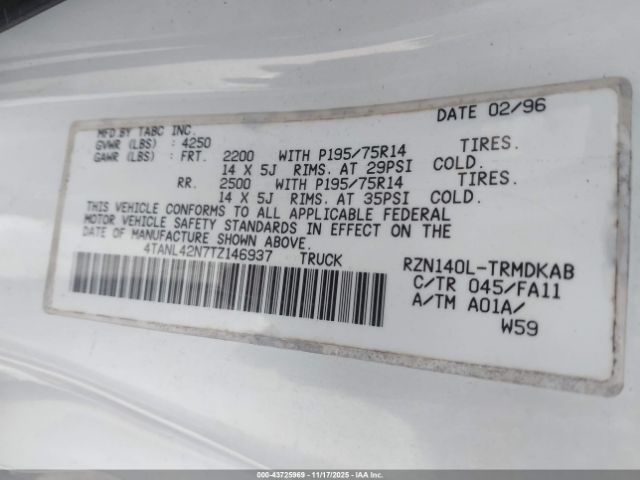 DATE 02/96
MFD BY TABC INC.
GVWR (LBS) : 4250
GAWR (LBS) : FRT. 2200 WITH P195/75R14 TIRES.
14 X 5J RIMS. AT 29PSI COLD.
RR. 2500 WITH P195/75R14 TIRES.
14 X 5J RIMS. AT 35PSI COLD.
THIS VEHICLE CONFORMS TO ALL APPLICABLE FEDERAL
MOTOR VEHICLE SAFETY STANDARDS IN EFFECT ON THE
DATE OF MANUFACTURE SHOWN ABOVE.
4TANL42N7TZ146937 TRUCK
RZN140L-TRMDKAB
C/TR 045/FA11
A/TM A01A/
W59
000-43725969 - 11/17/2025 - IAAI.COM